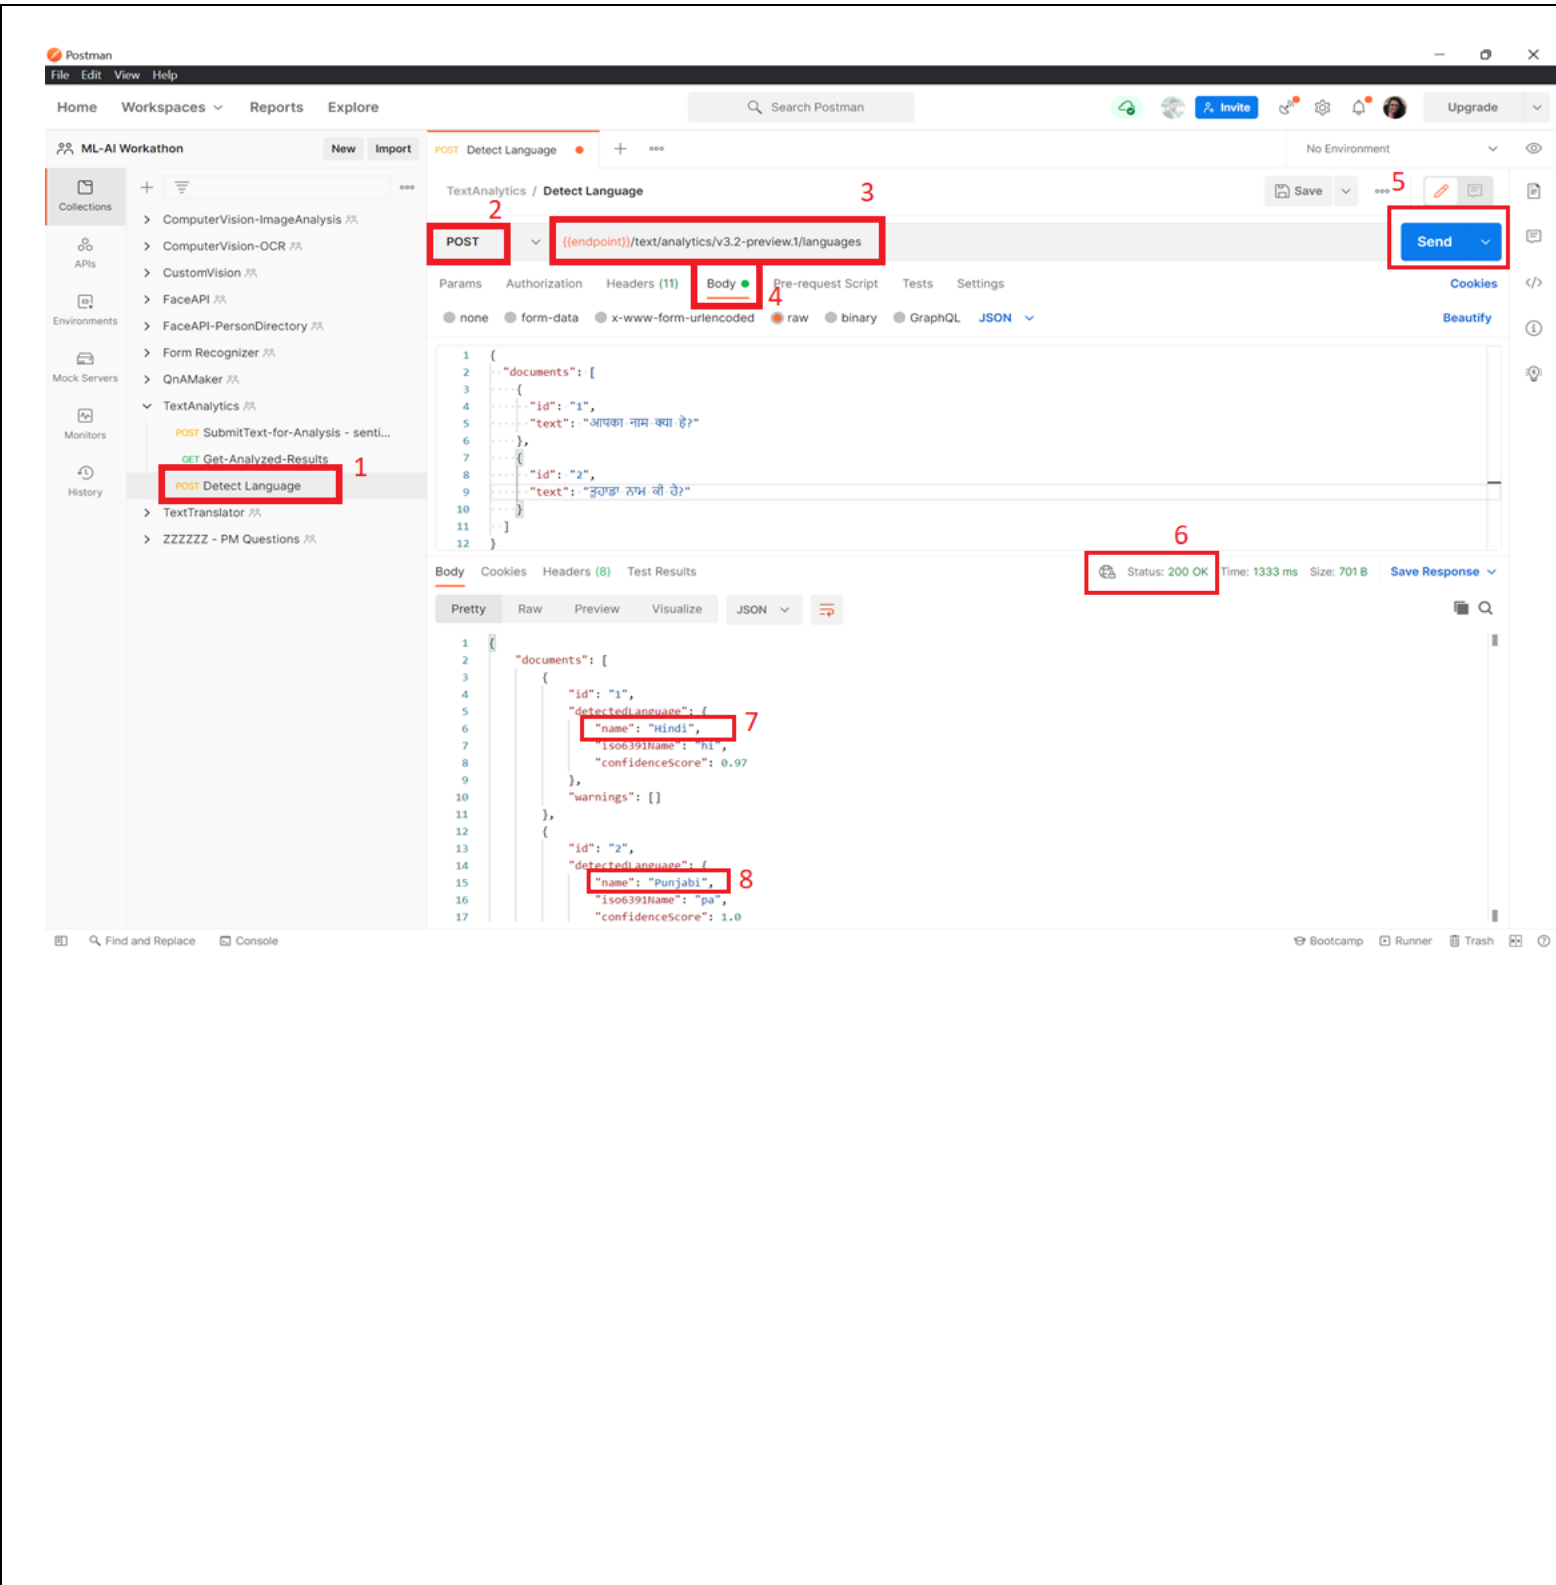 Postman
File Edit View Help
Home Workspaces Reports Explore
Search Postman
Invite
Upgrade
ML-AI Workathon
New Import
POST Detect Language
No Environment
Collections
APIs
Environments
Mock Servers
Monitors
History
ComputerVision-ImageAnalysis
ComputerVision-OCR
CustomVision
FaceAPI
FaceAPI-PersonDirectory
Form Recognizer
QnAMaker
TextAnalytics
POST SubmitText-for-Analysis - senti...
GET Get-Analyzed-Results
POST Detect Language
1
TextTranslator
ZZZZZZ - PM Questions
TextAnalytics / Detect Language
Save
2
3
5
POST
{{endpoint}}/text/analytics/v3.2-preview.1/languages
Send
Params Authorization Headers (11) Body Pre-request Script Tests Settings
Cookies
4
none form-data x-www-form-urlencoded raw binary GraphQL JSON
Beautify
1 {
2 "documents": [
3 {
4 "id": "1",
5 "text": "आपका नाम क्या हे?"
6 },
7 {
8 "id": "2",
9 "text": "ਤੁਹਾਡਾ ਨਾਮ ਕੀ ਹੈ?"
10 }
11 ]
12 }
6
Body Cookies Headers (8) Test Results
Status: 200 OK Time: 1333 ms Size: 701 B Save Response
Pretty Raw Preview Visualize JSON
1 {
2 "documents": [
3 {
4 "id": "1",
5 "detectedLanguage": {
6 "name": "Hindi",
7
7 "iso6391Name": "hi",
8 "confidenceScore": 0.97
9 },
10 "warnings": []
11 },
12 {
13 "id": "2",
14 "detectedLanguage": {
15 "name": "Punjabi",
8
16 "iso6391Name": "pa",
17 "confidenceScore": 1.0
Find and Replace Console
Bootcamp Runner Trash